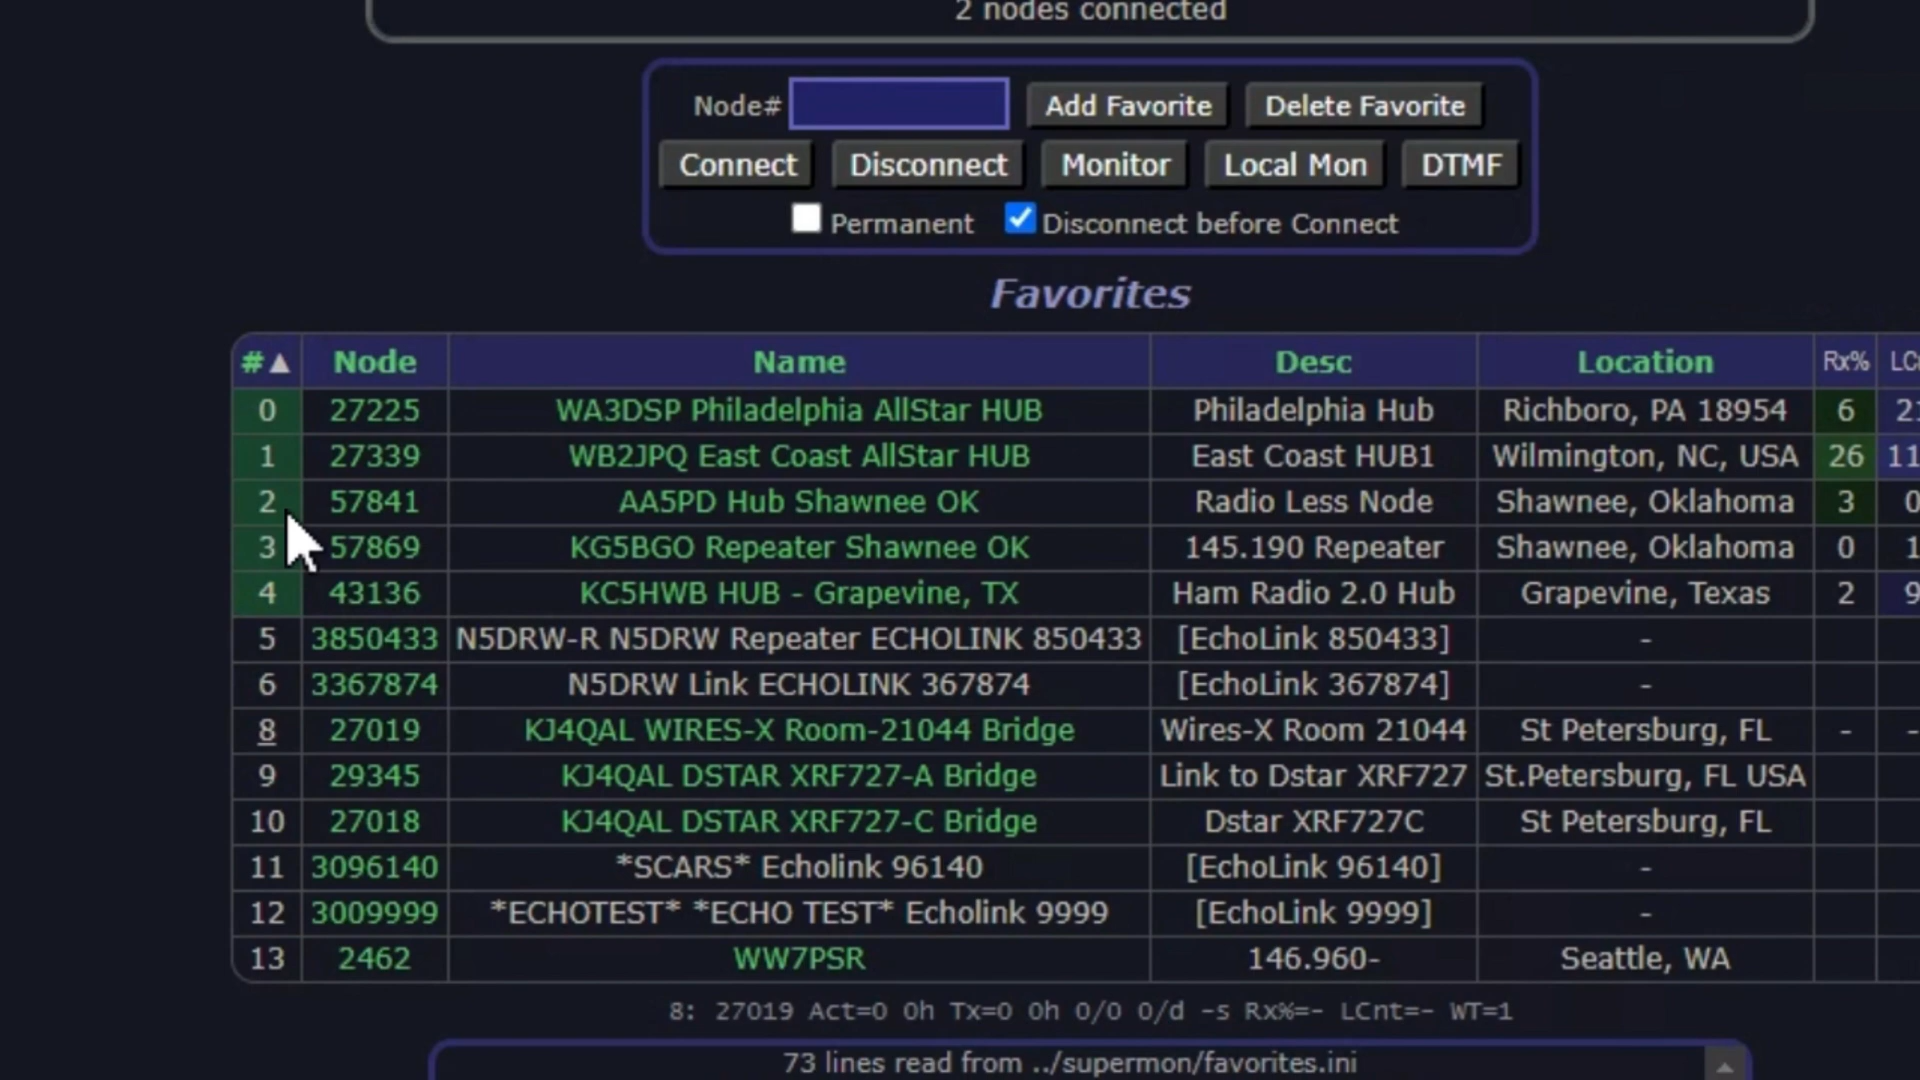 2 nodes connected
Node# Add Favorite Delete Favorite
Connect Disconnect Monitor Local Mon DTMF
Permanent Disconnect before Connect
Favorites
#▲ Node Name Desc Location Rx%
0 27225 WA3DSP Philadelphia AllStar HUB Philadelphia Hub Richboro, PA 18954 6
1 27339 WB2JPQ East Coast AllStar HUB East Coast HUB1 Wilmington, NC, USA 26 11
2 57841 AA5PD Hub Shawnee OK Radio Less Node Shawnee, Oklahoma 3 0
3 57869 KG5BGO Repeater Shawnee OK 145.190 Repeater Shawnee, Oklahoma 0 1
4 43136 KC5HWB HUB - Grapevine, TX Ham Radio 2.0 Hub Grapevine, Texas 2 9
5 3850433 N5DRW-R N5DRW Repeater ECHOLINK 850433 [EchoLink 850433] -
6 3367874 N5DRW Link ECHOLINK 367874 [EchoLink 367874] -
8 27019 KJ4QAL WIRES-X Room-21044 Bridge Wires-X Room 21044 St Petersburg, FL - -
9 29345 KJ4QAL DSTAR XRF727-A Bridge Link to Dstar XRF727 St.Petersburg, FL USA
10 27018 KJ4QAL DSTAR XRF727-C Bridge Dstar XRF727C St Petersburg, FL
11 3096140 *SCARS* Echolink 96140 [EchoLink 96140] -
12 3009999 *ECHOTEST* *ECHO TEST* Echolink 9999 [EchoLink 9999] -
13 2462 WW7PSR 146.960- Seattle, WA
8: 27019 Act=0 0h Tx=0 0h 0/0 0/d -s Rx%=- LCnt=- WT=1
73 lines read from ../supermon/favorites.ini